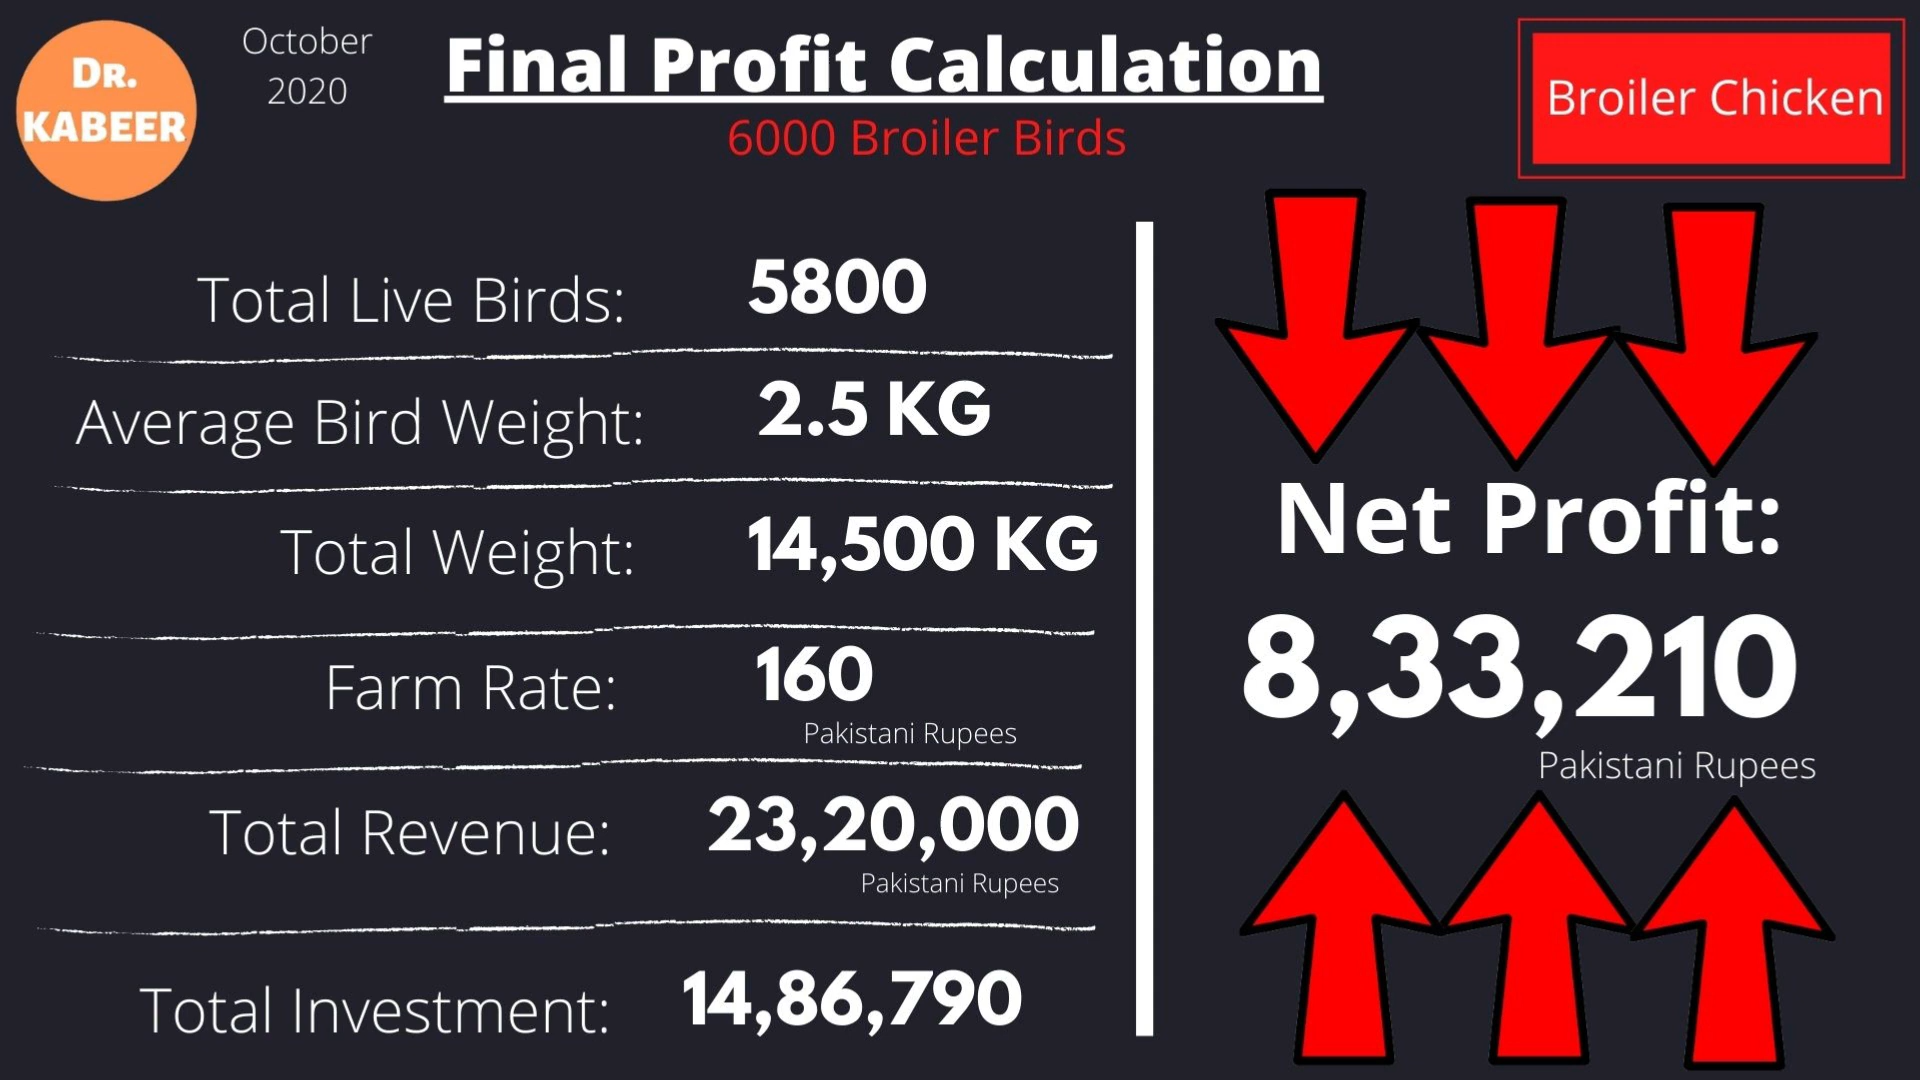 DR.
KABEER
October
2020
Final Profit Calculation
6000 Broiler Birds
Broiler Chicken
Total Live Birds: 5800
Average Bird Weight: 2.5 KG
Total Weight: 14,500 KG
Farm Rate: 160
Pakistani Rupees
Total Revenue: 23,20,000
Pakistani Rupees
Total Investment: 14,86,790
Net Profit:
8,33,210
Pakistani Rupees